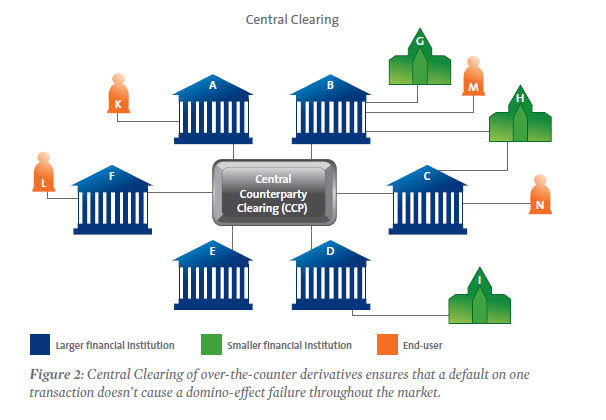 Central Clearing
G
A
B
M
K
H
Central
Counterparty
Clearing (CCP)
F
C
L
N
E
D
I
Larger financial institution
Smaller financial institution
End-user
Figure 2: Central Clearing of over-the-counter derivatives ensures that a default on one
transaction doesn't cause a domino-effect failure throughout the market.